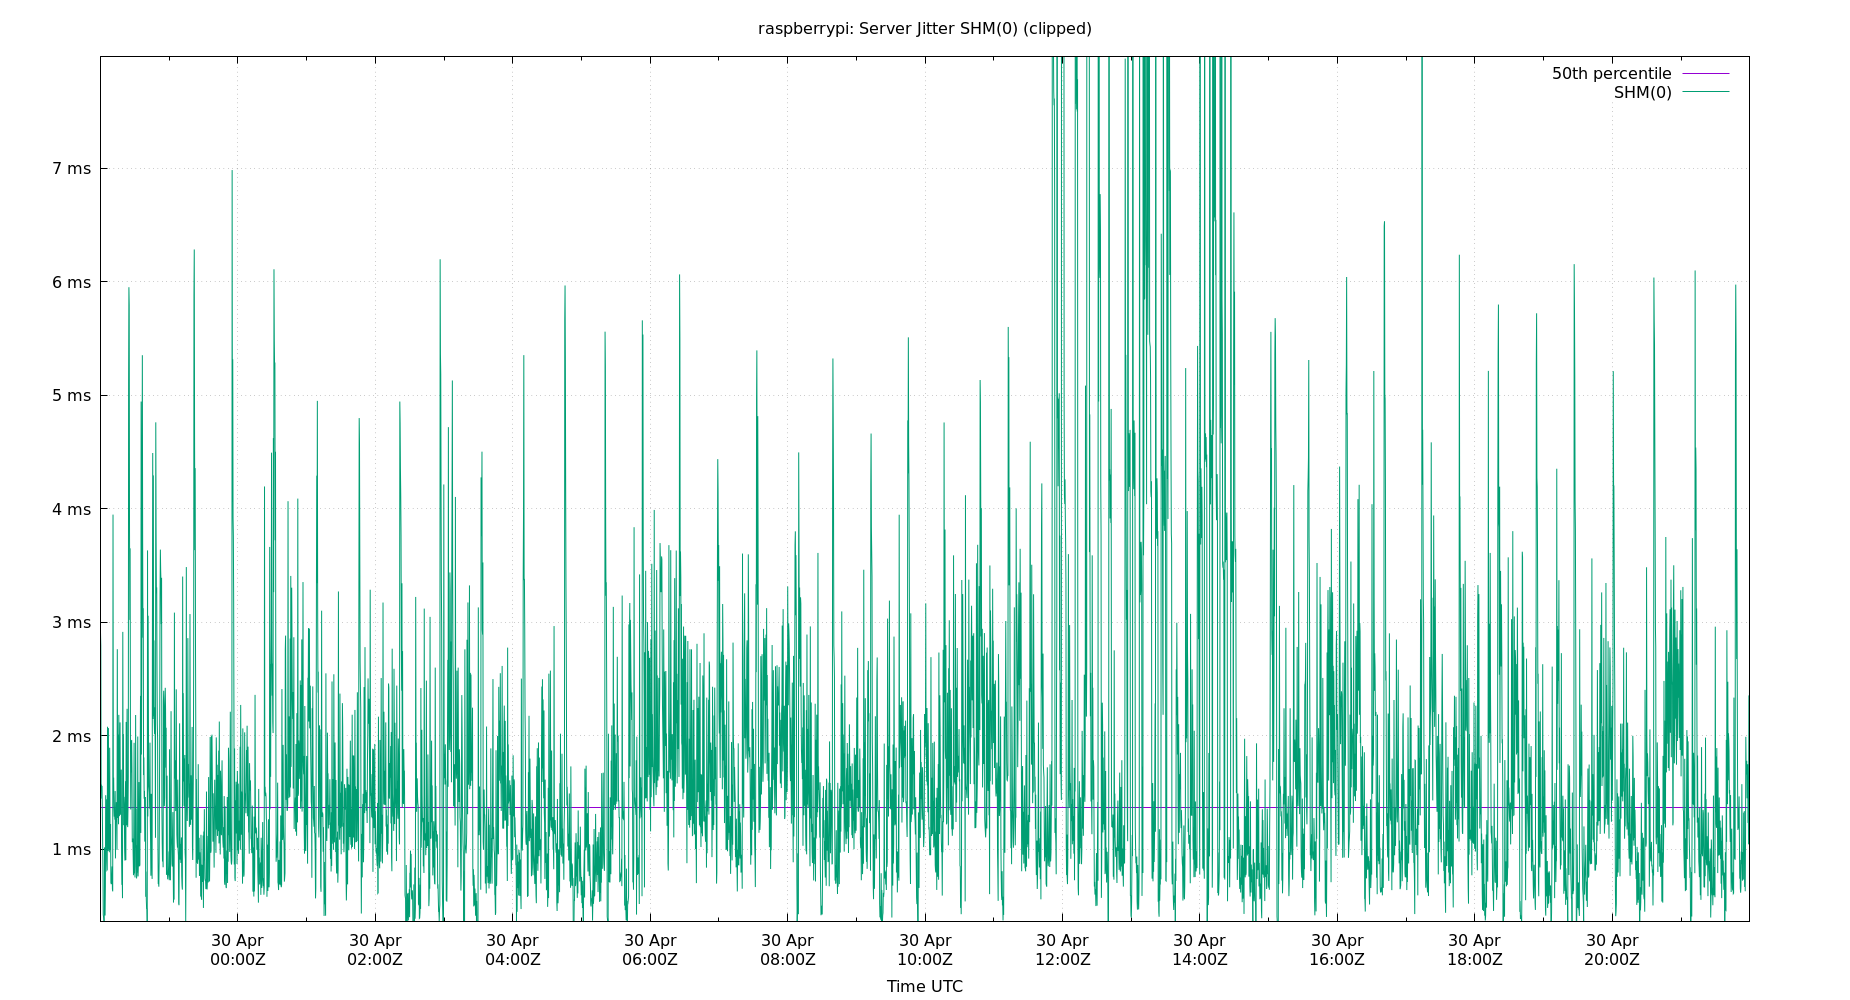 raspberrypi: Server Jitter SHM(0) (clipped)
50th percentile
SHM(0)
7 ms
6 ms
5 ms
4 ms
3 ms
2 ms
1 ms
30 Apr 30 Apr 30 Apr 30 Apr 30 Apr 30 Apr 30 Apr 30 Apr 30 Apr 30 Apr 30 Apr
00:00Z 02:00Z 04:00Z 06:00Z 08:00Z 10:00Z 12:00Z 14:00Z 16:00Z 18:00Z 20:00Z
Time UTC